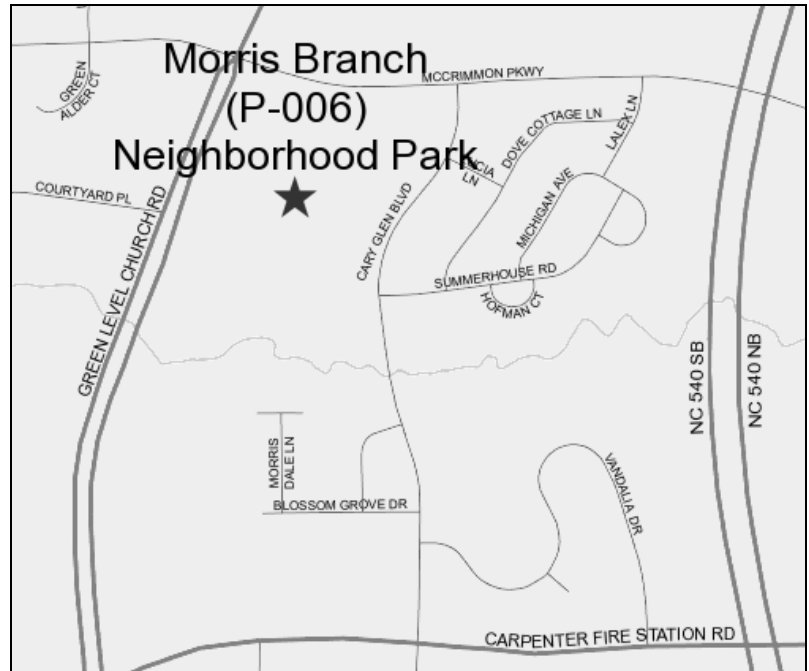 Morris Branch
(P-006)
Neighborhood Park
MCCRIMMON PKWY
GREEN
ALDER CT
DOVE COTTAGE LN
LALEX LN
LN
COURTYARD PL
MICHIGAN AVE
CARY GLEN BLVD
GREEN LEVEL CHURCH RD
SUMMERHOUSE RD
HOFMAN CT
NC 540 SB
NC 540 NB
MORRIS
DALE LN
BLOSSOM GROVE DR
VANDALIA DR
CARPENTER FIRE STATION RD